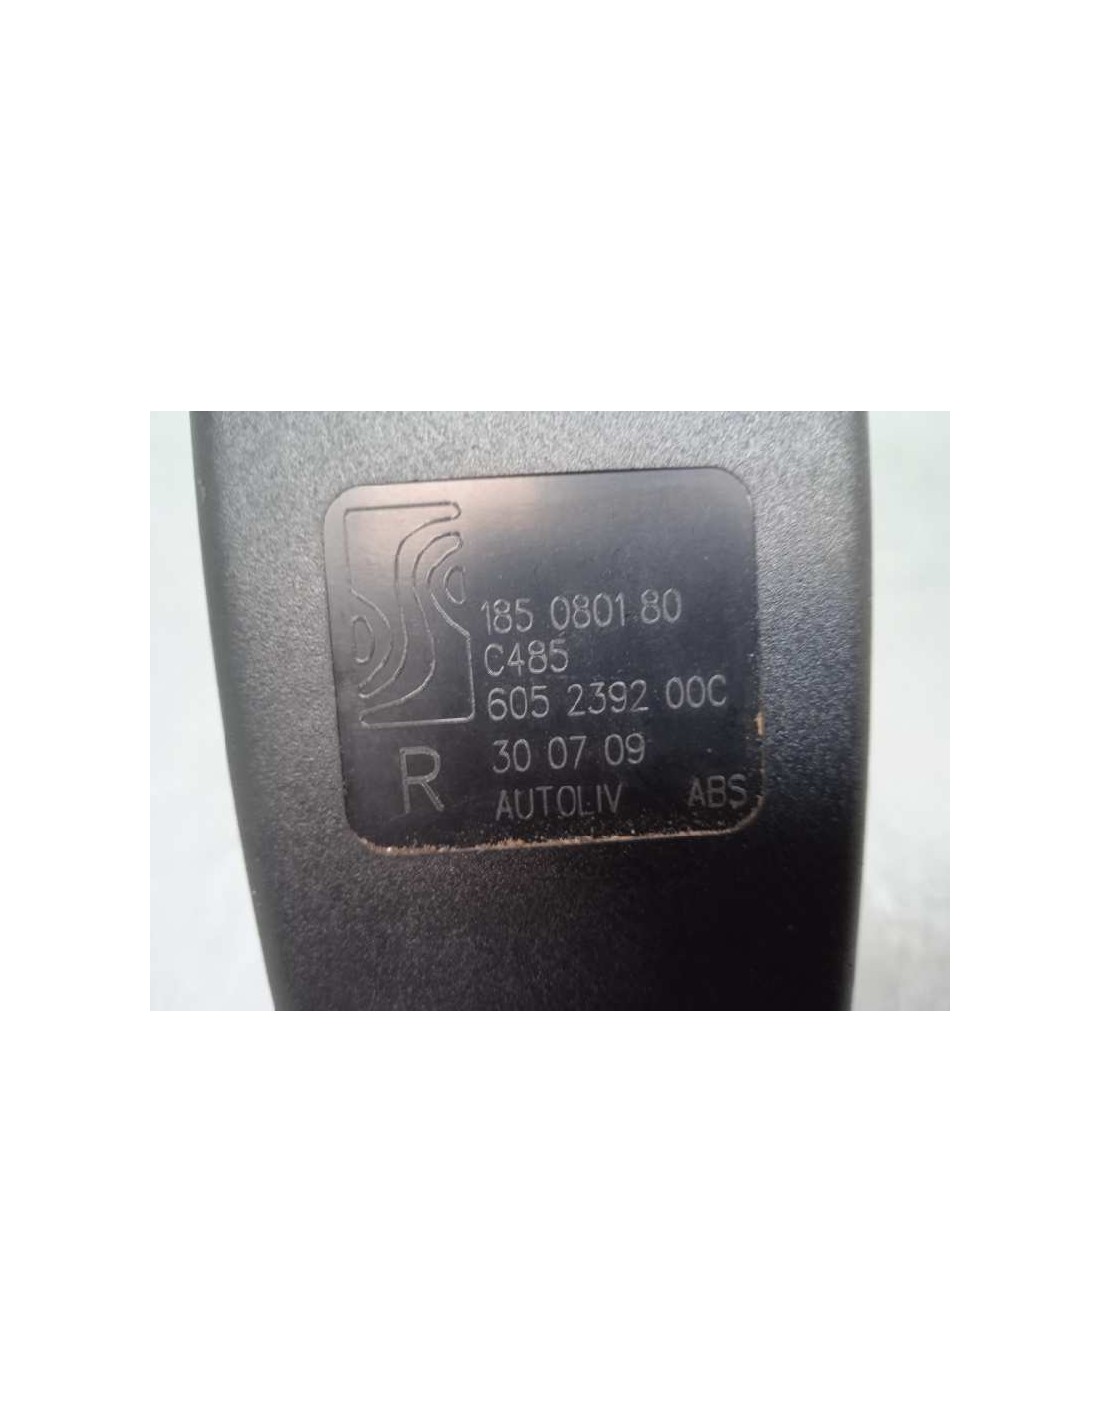 185 0801 80
C485
605 2392 00C
R 30 07 09
AUTOLIV ABS